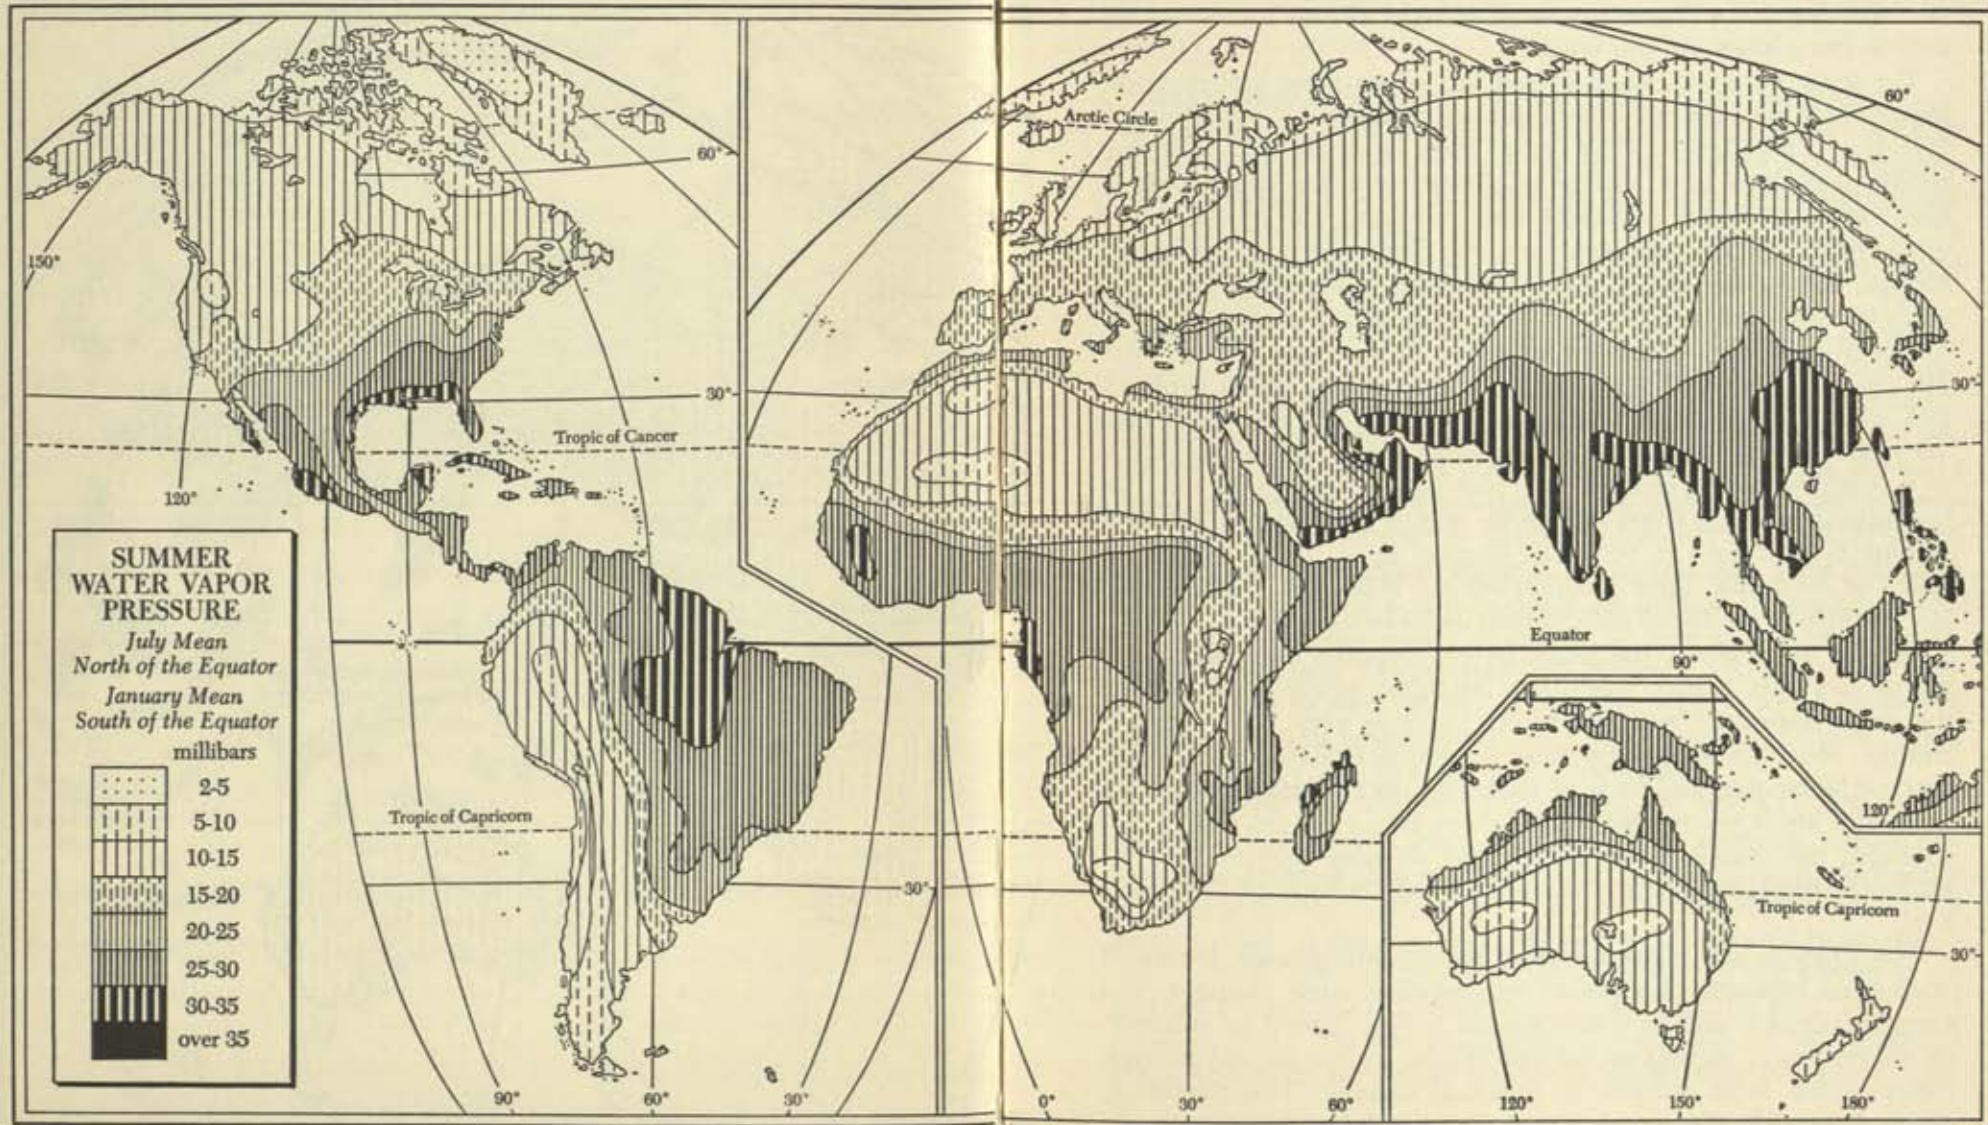 Arctic Circle
60°
60°
150°
30°
30°
Tropic of Cancer
120°
SUMMER
WATER VAPOR
PRESSURE
July Mean
North of the Equator
January Mean
South of the Equator
millibars
2-5
5-10
10-15
15-20
20-25
25-30
30-35
over 35
Equator
90°
Tropic of Capricorn
120°
30°
Tropic of Capricorn
30°
90°
60°
30°
0°
30°
60°
120°
150°
180°